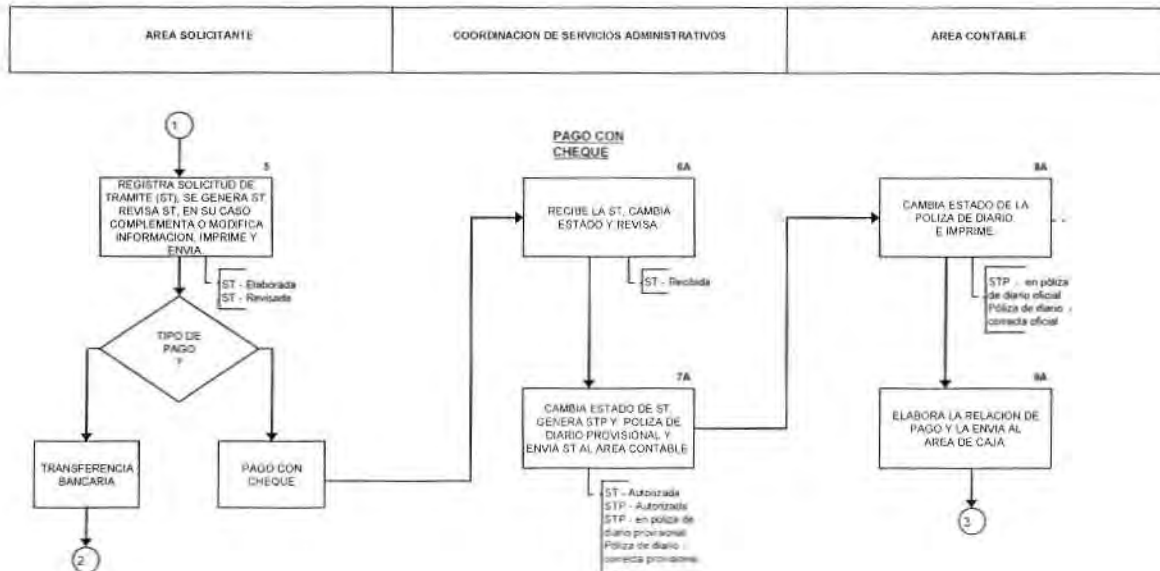 AREA SOLICITANTE
COORDINACION DE SERVICIOS ADMINISTRATIVOS
AREA CONTABLE
1
5
REGISTRA SOLICITUD DE
TRAMITE (ST), SE GENERA ST,
REVISA ST, EN SU CASO
COMPLEMENTA O MODIFICA
INFORMACION, IMPRIME Y
ENVIA
ST - Elaborada
ST - Revisada
TIPO DE
PAGO
?
TRANSFERENCIA
BANCARIA
PAGO CON
CHEQUE
2
PAGO CON
CHEQUE
6A
RECIBE LA ST, CAMBIA
ESTADO Y REVISA
ST - Recibida
7A
CAMBIA ESTADO DE ST,
GENERA STP Y POLIZA DE
DIARIO PROVISIONAL Y
ENVIA ST AL AREA CONTABLE
ST - Autorizada
STP - Autorizada
STP - en póliza de
diario provisional
Póliza de diario -
correcta provisional
8A
CAMBIA ESTADO DE LA
POLIZA DE DIARIO
E IMPRIME
STP - en póliza
de diario oficial
Póliza de diario -
correcta oficial
9A
ELABORA LA RELACION DE
PAGO Y LA ENVIA AL
AREA DE CAJA
3